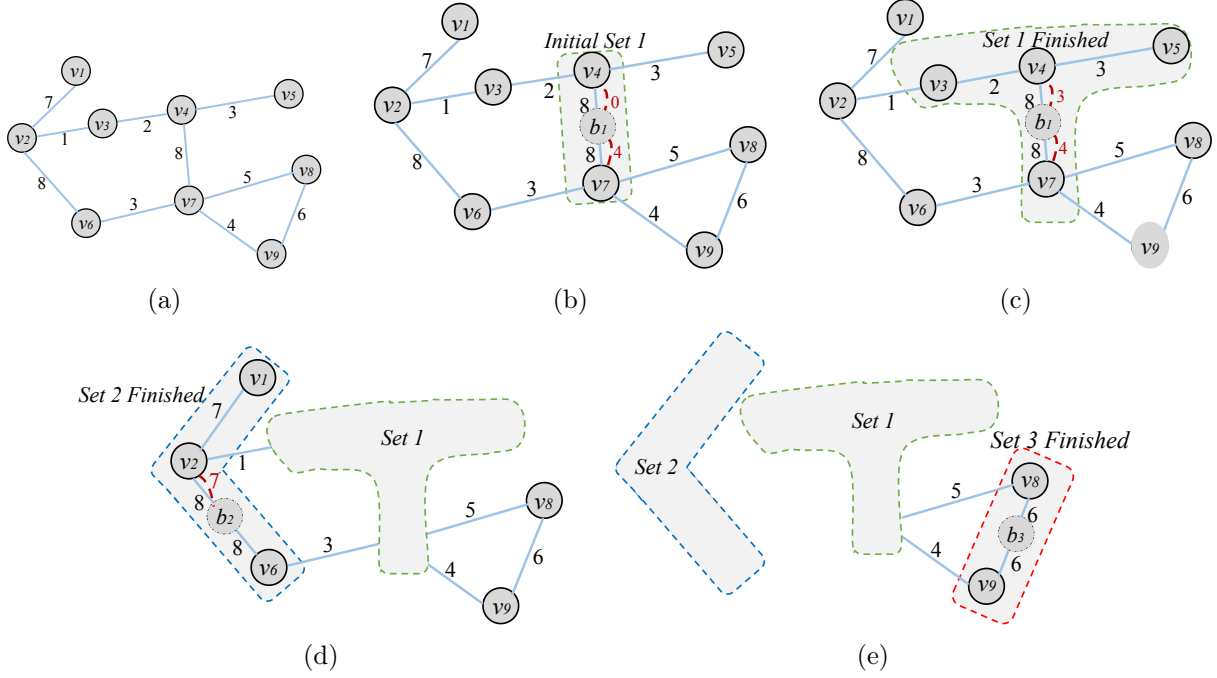 v1
7
v2
1
v3
2
v4
3
v5
8
8
v6
3
v7
5
v8
4
6
v9
(a)
v1
7
v2
1
v3
2
Initial Set 1
v4
3
v5
8
0
b1
8
4
8
v6
3
v7
5
v8
4
6
v9
(b)
v1
7
v2
1
v3
2
Set 1 Finished
v4
3
v5
8
3
b1
8
4
8
v6
3
v7
5
v8
4
6
v9
(c)
Set 2 Finished
v1
7
v2
1
Set 1
7
8
b2
8
v6
3
5
v8
4
6
v9
(d)
Set 2
Set 1
Set 3 Finished
5
v8
6
b3
6
4
v9
(e)